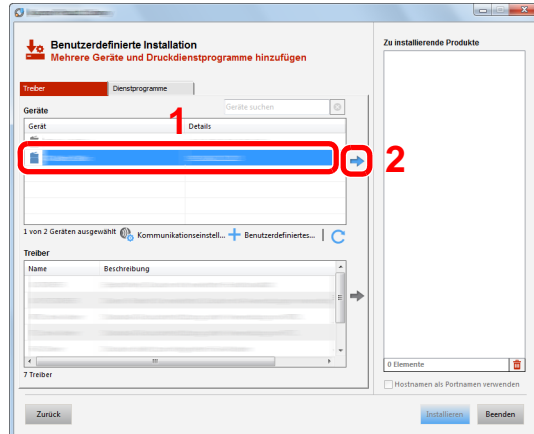 Benutzerdefinierte Installation
Mehrere Geräte und Druckdienstprogramme hinzufügen
Treiber
Dienstprogramme
Geräte
Geräte suchen
1
Gerät
Details
2
1 von 2 Geräten ausgewählt
Kommunikationseinstell...
Benutzerdefiniertes...
Treiber
Name
Beschreibung
7 Treiber
Zu installierende Produkte
0 Elemente
Hostnamen als Portnamen verwenden
Zurück
Installieren
Beenden